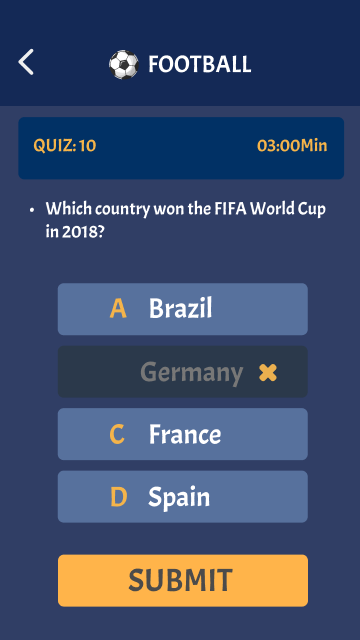 FOOTBALL
QUIZ: 10 03:00Min
• Which country won the FIFA World Cup
in 2018?
A Brazil
Germany ✖
C France
D Spain
SUBMIT